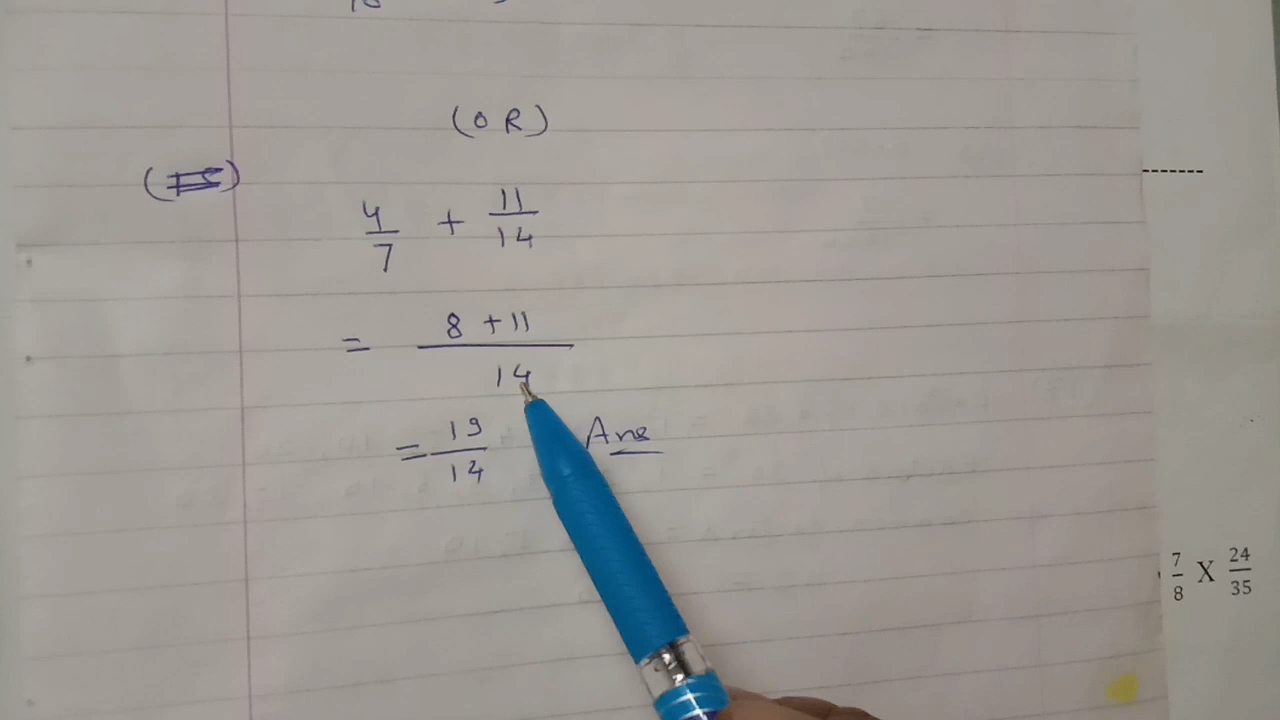 (OR)
4/7 + 11/14
= 8 + 11 / 14
= 19/14 Ans
7/8 X 24/35